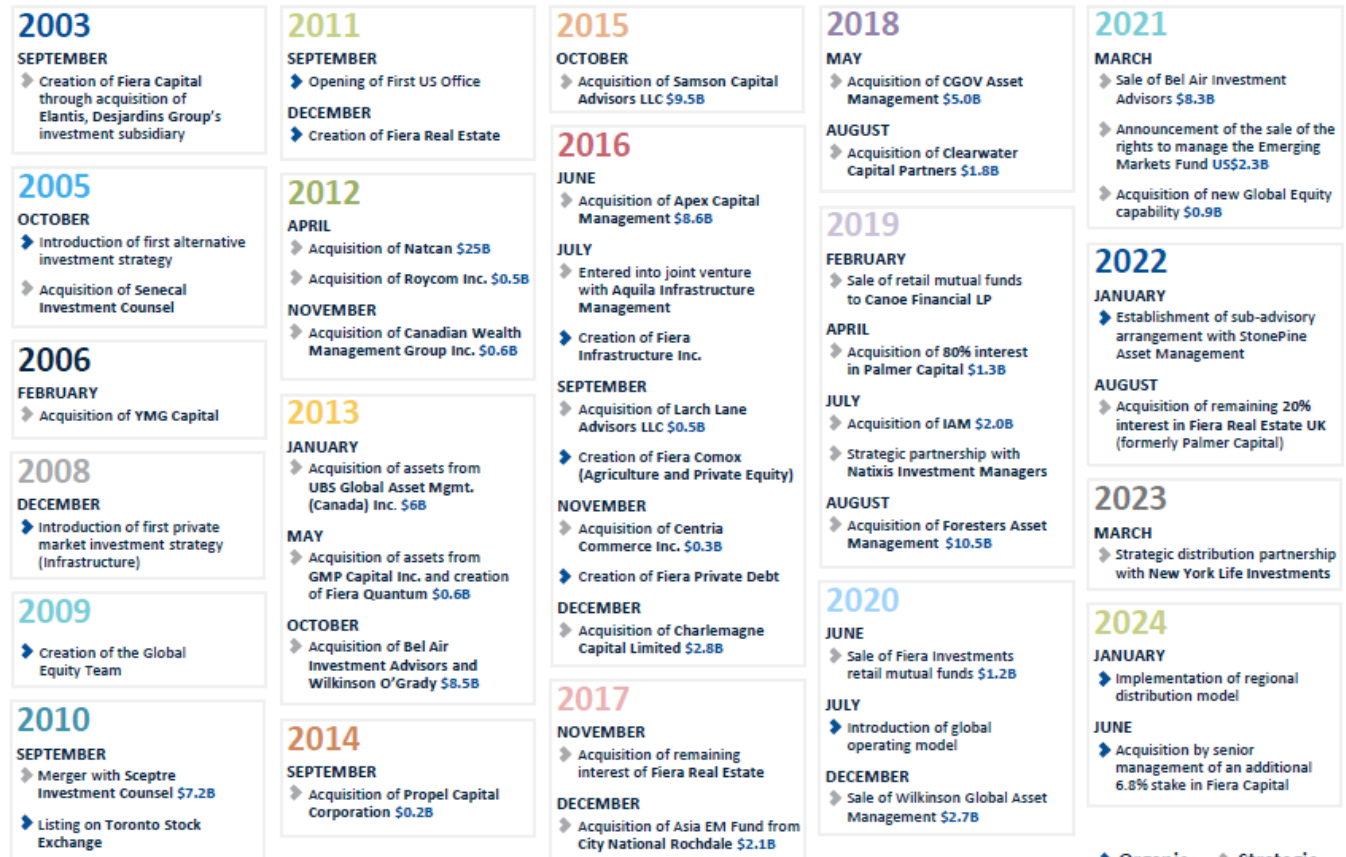 2003
SEPTEMBER
Creation of Fiera Capital
through acquisition of
Elantis, Desjardins Group's
investment subsidiary
2005
OCTOBER
Introduction of first alternative
investment strategy
Acquisition of Senecal
Investment Counsel
2006
FEBRUARY
Acquisition of YMG Capital
2008
DECEMBER
Introduction of first private
market investment strategy
(Infrastructure)
2009
Creation of the Global
Equity Team
2010
SEPTEMBER
Merger with Sceptre
Investment Counsel $7.2B
Listing on Toronto Stock
Exchange
2011
SEPTEMBER
Opening of First US Office
DECEMBER
Creation of Fiera Real Estate
2012
APRIL
Acquisition of Natcan $25B
Acquisition of Roycom Inc. $0.5B
NOVEMBER
Acquisition of Canadian Wealth
Management Group Inc. $0.6B
2013
JANUARY
Acquisition of assets from
UBS Global Asset Mgmt.
(Canada) Inc. $6B
MAY
Acquisition of assets from
GMP Capital Inc. and creation
of Fiera Quantum $0.6B
OCTOBER
Acquisition of Bel Air
Investment Advisors and
Wilkinson O'Grady $8.5B
2014
SEPTEMBER
Acquisition of Propel Capital
Corporation $0.2B
2015
OCTOBER
Acquisition of Samson Capital
Advisors LLC $9.5B
2016
JUNE
Acquisition of Apex Capital
Management $8.6B
JULY
Entered into joint venture
with Aquila Infrastructure
Management
Creation of Fiera
Infrastructure Inc.
SEPTEMBER
Acquisition of Larch Lane
Advisors LLC $0.5B
Creation of Fiera Comox
(Agriculture and Private Equity)
NOVEMBER
Acquisition of Centria
Commerce Inc. $0.3B
Creation of Fiera Private Debt
DECEMBER
Acquisition of Charlemagne
Capital Limited $2.8B
2017
NOVEMBER
Acquisition of remaining
interest of Fiera Real Estate
DECEMBER
Acquisition of Asia EM Fund from
City National Rochdale $2.1B
2018
MAY
Acquisition of CGOV Asset
Management $5.0B
AUGUST
Acquisition of Clearwater
Capital Partners $1.8B
2019
FEBRUARY
Sale of retail mutual funds
to Canoe Financial LP
APRIL
Acquisition of 80% interest
in Palmer Capital $1.3B
JULY
Acquisition of IAM $2.0B
Strategic partnership with
Natixis Investment Managers
AUGUST
Acquisition of Foresters Asset
Management $10.5B
2020
JUNE
Sale of Fiera Investments
retail mutual funds $1.2B
JULY
Introduction of global
operating model
DECEMBER
Sale of Wilkinson Global Asset
Management $2.7B
2021
MARCH
Sale of Bel Air Investment
Advisors $8.3B
Announcement of the sale of the
rights to manage the Emerging
Markets Fund US$2.3B
Acquisition of new Global Equity
capability $0.9B
2022
JANUARY
Establishment of sub-advisory
arrangement with StonePine
Asset Management
AUGUST
Acquisition of remaining 20%
interest in Fiera Real Estate UK
(formerly Palmer Capital)
2023
MARCH
Strategic distribution partnership
with New York Life Investments
2024
JANUARY
Implementation of regional
distribution model
JUNE
Acquisition by senior
management of an additional
6.8% stake in Fiera Capital
Organic Strategic